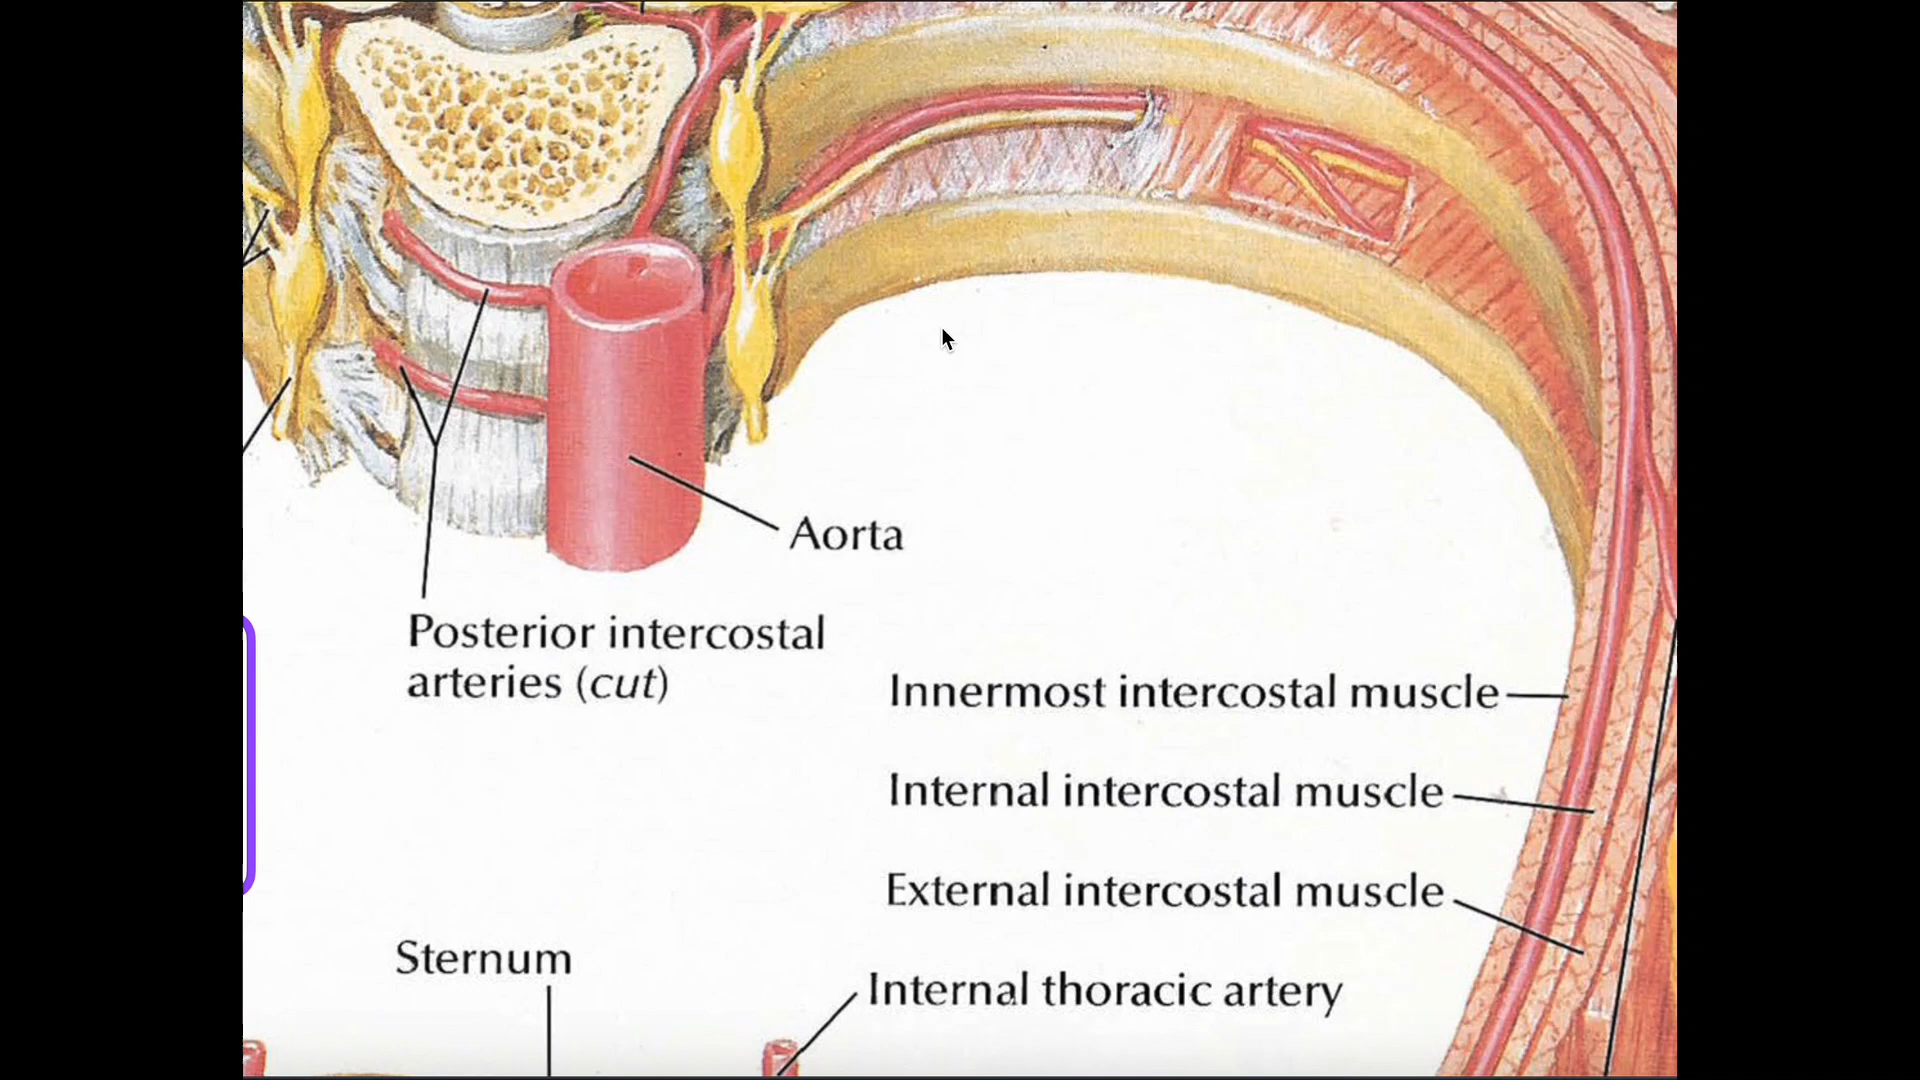 Aorta
Posterior intercostal
arteries (cut)
Innermost intercostal muscle
Internal intercostal muscle
External intercostal muscle
Sternum
Internal thoracic artery